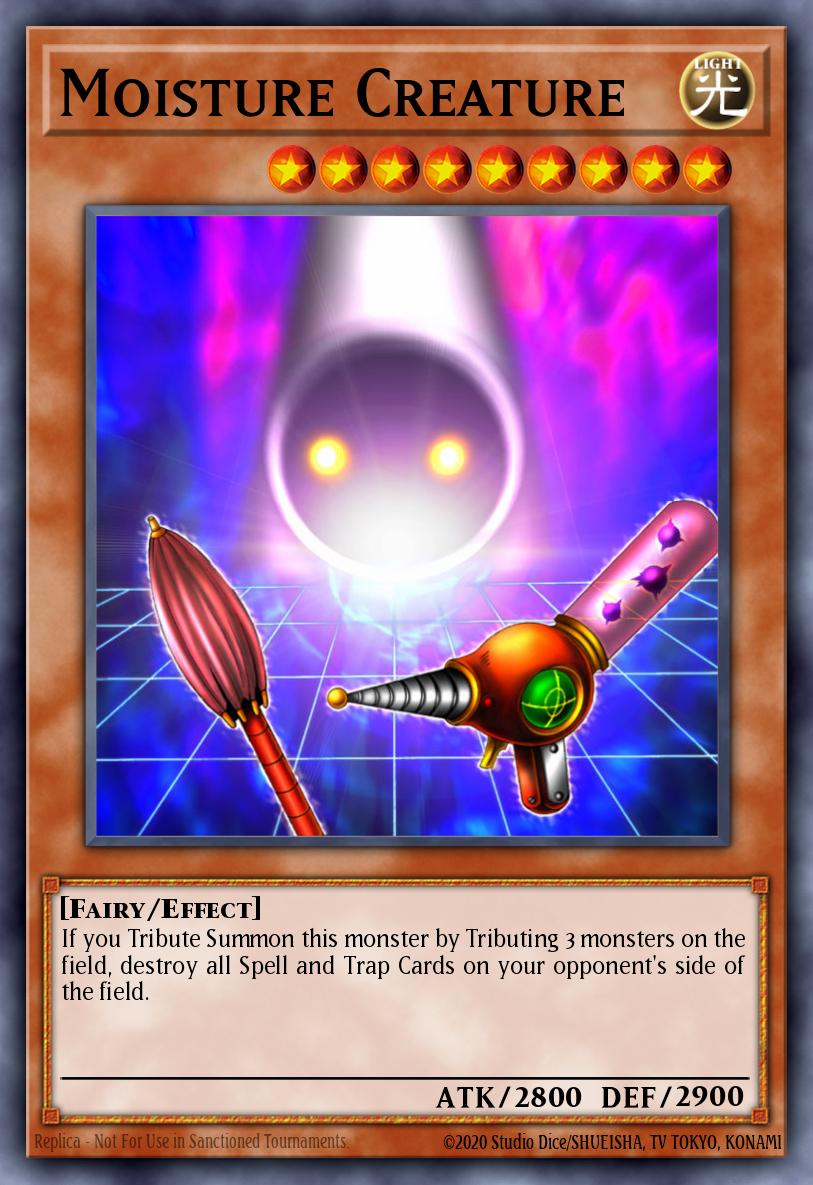 Moisture Creature
LIGHT
光
[Fairy/Effect]
If you Tribute Summon this monster by Tributing 3 monsters on the
field, destroy all Spell and Trap Cards on your opponent's side of
the field.
ATK/2800 DEF/2900
Replica - Not For Use in Sanctioned Tournaments.
©2020 Studio Dice/SHUEISHA, TV TOKYO, KONAMI